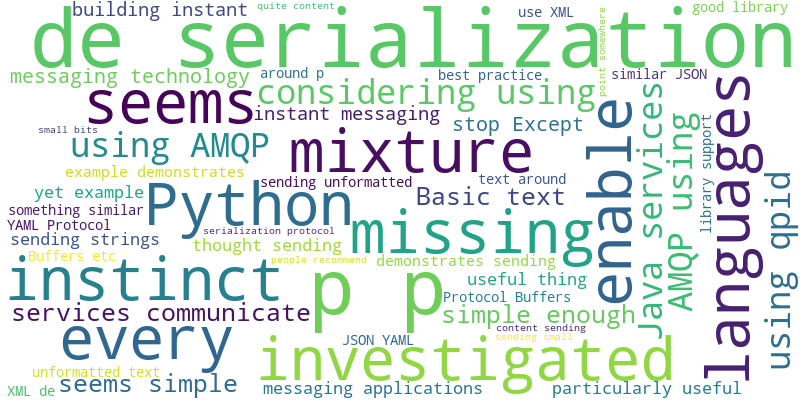 building instant
quite content
use XML
good library
de serialization
messaging technology
around p
best practice
similar JSON
point somewhere
seems
considering using
instant messaging
stop Except
small bits
using AMQP
mixture
enable
Java services
AMQP using
library support
languages
example demonstrates
sending unformatted
text around
yet example
Python
Basic text
something similar
YAML Protocol
serialization protocol
missing
using qpid
sending strings
thought sending
Buffers etc
people recommend
demonstrates sending
instinct
p p
useful thing
Protocol Buffers
services communicate
simple enough
every
content sending
sending small
JSON YAML
investigated
unformatted text
XML de
seems simple
messaging applications
particularly useful